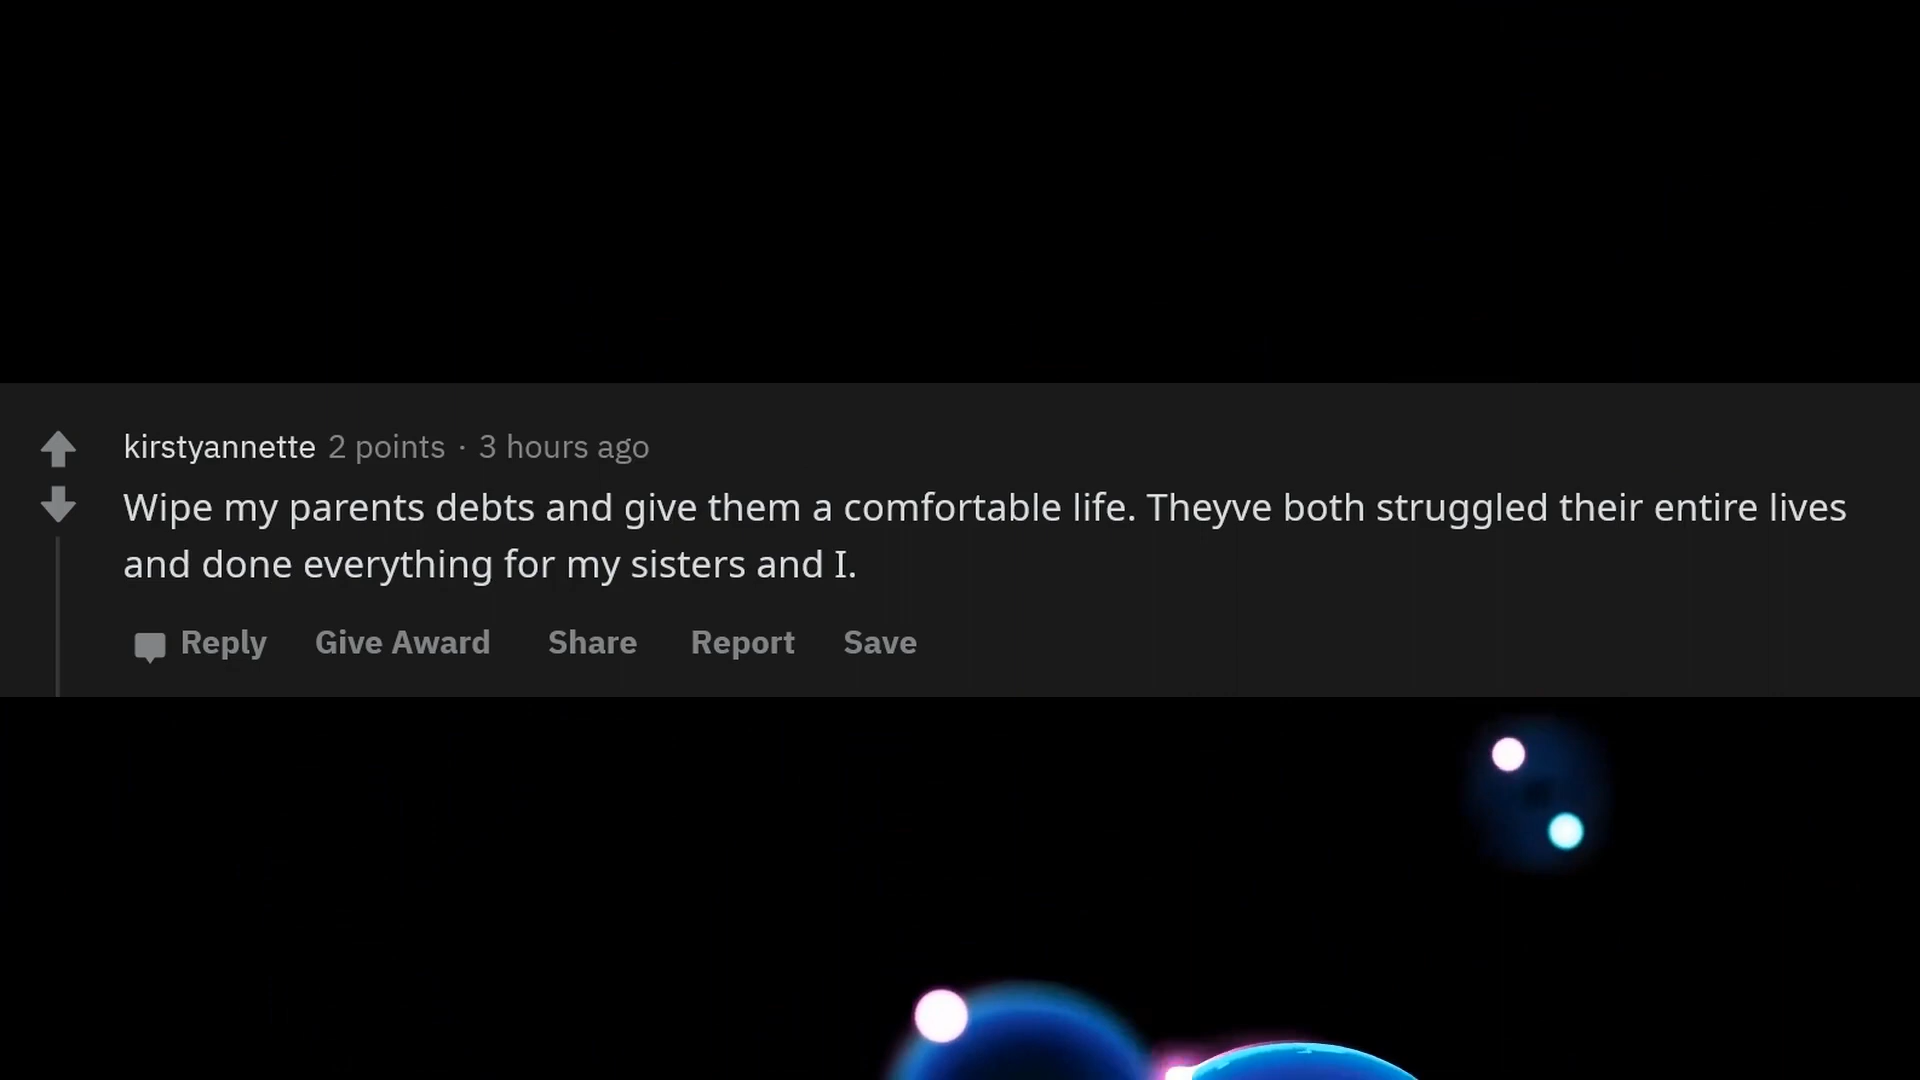 kirstyannette 2 points · 3 hours ago
Wipe my parents debts and give them a comfortable life. Theyve both struggled their entire lives
and done everything for my sisters and I.
Reply Give Award Share Report Save